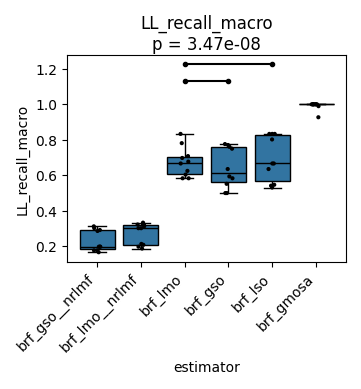 LL_recall_macro
p = 3.47e-08
LL_recall_macro
1.2
1.0
0.8
0.6
0.4
0.2
brf_gso__nrlmf
brf_lmo__nrlmf
brf_lmo
brf_gso
brf_lso
brf_gmosa
estimator